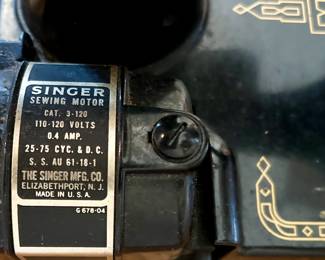 SINGER
SEWING MOTOR
CAT. 3-120
110-120 VOLTS
0.4 AMP.
25-75 CYC. & D.C.
S. S. AU 61-18-1
THE SINGER MFG. CO.
ELIZABETHPORT, N. J.
MADE IN U. S. A.
G 678-04